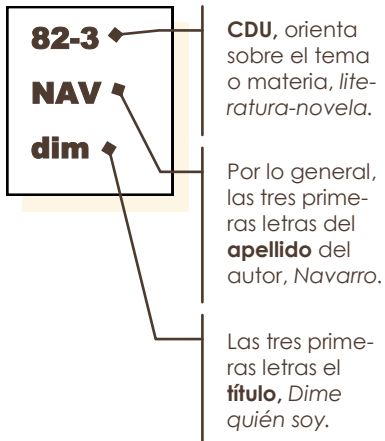 82-3
NAV
dim
CDU, orienta
sobre el tema
o materia, lite-
ratura-novela.
Por lo general,
las tres prime-
ras letras del
apellido del
autor, Navarro.
Las tres prime-
ras letras el
título, Dime
quién soy.